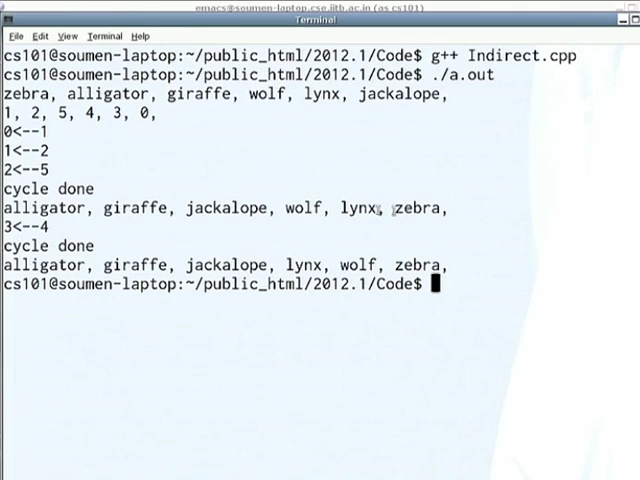 emacs@soumen-laptop.cse.iitb.ac.in (as cs101)
Terminal
File Edit View Terminal Help
cs101@soumen-laptop:~/public_html/2012.1/Code$ g++ Indirect.cpp
cs101@soumen-laptop:~/public_html/2012.1/Code$ ./a.out
zebra, alligator, giraffe, wolf, lynx, jackalope,
1, 2, 5, 4, 3, 0,
0<--1
1<--2
2<--5
cycle done
alligator, giraffe, jackalope, wolf, lynx, zebra,
3<--4
cycle done
alligator, giraffe, jackalope, lynx, wolf, zebra,
cs101@soumen-laptop:~/public_html/2012.1/Code$